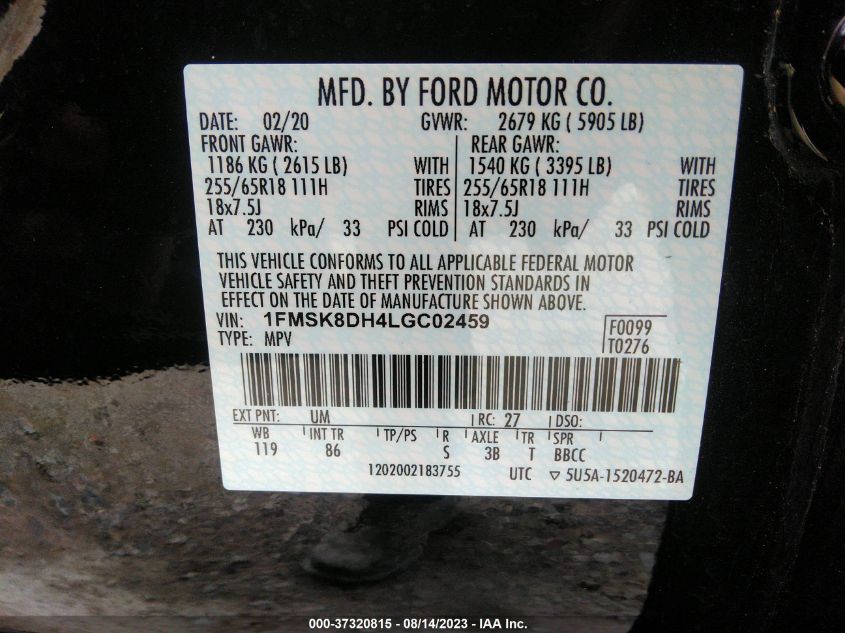 MFD. BY FORD MOTOR CO.
DATE: 02/20 GVWR: 2679 KG ( 5905 LB)
FRONT GAWR: REAR GAWR:
1186 KG ( 2615 LB) WITH 1540 KG ( 3395 LB) WITH
255/65R18 111H TIRES 255/65R18 111H TIRES
18x7.5J RIMS 18x7.5J RIMS
AT 230 kPa/ 33 PSI COLD AT 230 kPa/ 33 PSI COLD
THIS VEHICLE CONFORMS TO ALL APPLICABLE FEDERAL MOTOR
VEHICLE SAFETY AND THEFT PREVENTION STANDARDS IN
EFFECT ON THE DATE OF MANUFACTURE SHOWN ABOVE.
VIN: 1FMSK8DH4LGC02459 F0099
TYPE: MPV T0276
EXT PNT: UM RC: 27 DSO:
WB INT TR TP/PS R AXLE TR SPR
119 86 S 3B T BBCC
1202002183755 UTC ▽ 5U5A-1520472-BA
000-37320815 - 08/14/2023 - IAA Inc.